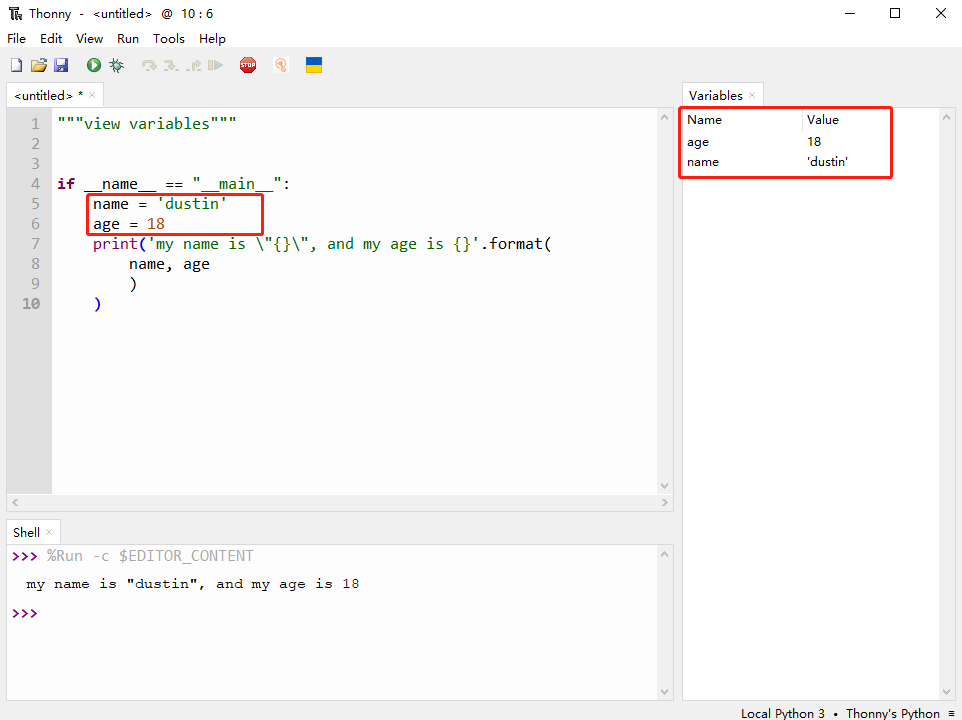 Thonny - <untitled> @ 10 : 6
File Edit View Run Tools Help
STOP
<untitled> * ×
1 """view variables"""
2
3
4 if __name__ == "__main__":
5 name = 'dustin'
6 age = 18
7 print('my name is \"{}\", and my age is {}'.format(
8 name, age
9 )
10 )
Variables ×
Name Value
age 18
name 'dustin'
Shell ×
>>> %Run -c $EDITOR_CONTENT
my name is "dustin", and my age is 18
>>>
Local Python 3 • Thonny's Python ≡